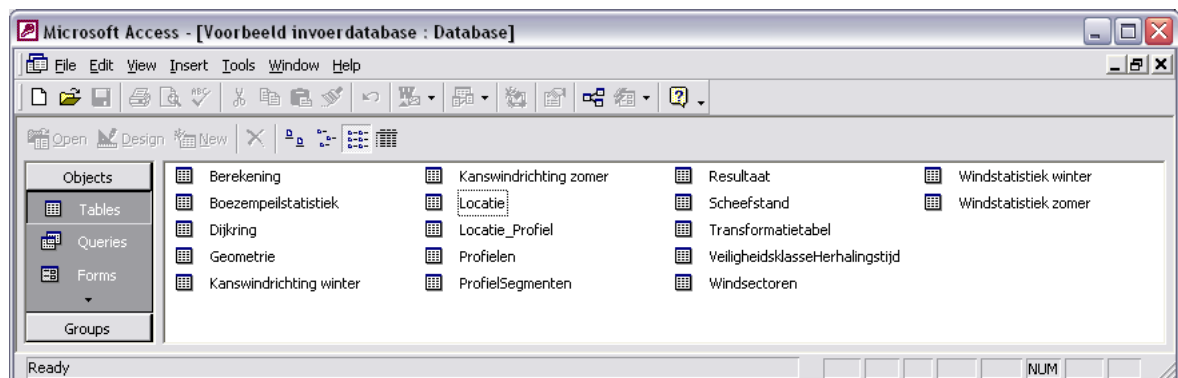 Microsoft Access - [Voorbeeld invoerdatabase : Database]
File Edit View Insert Tools Window Help
Open Design New
Objects
Tables
Queries
Forms
Groups
Berekening
Boezempeilstatistiek
Dijkring
Geometrie
Kanswindrichting winter
Kanswindrichting zomer
Locatie
Locatie_Profiel
Profielen
ProfielSegmenten
Resultaat
Scheefstand
Transformatietabel
VeiligheidsklasseHerhalingstijd
Windsectoren
Windstatistiek winter
Windstatistiek zomer
Ready
NUM